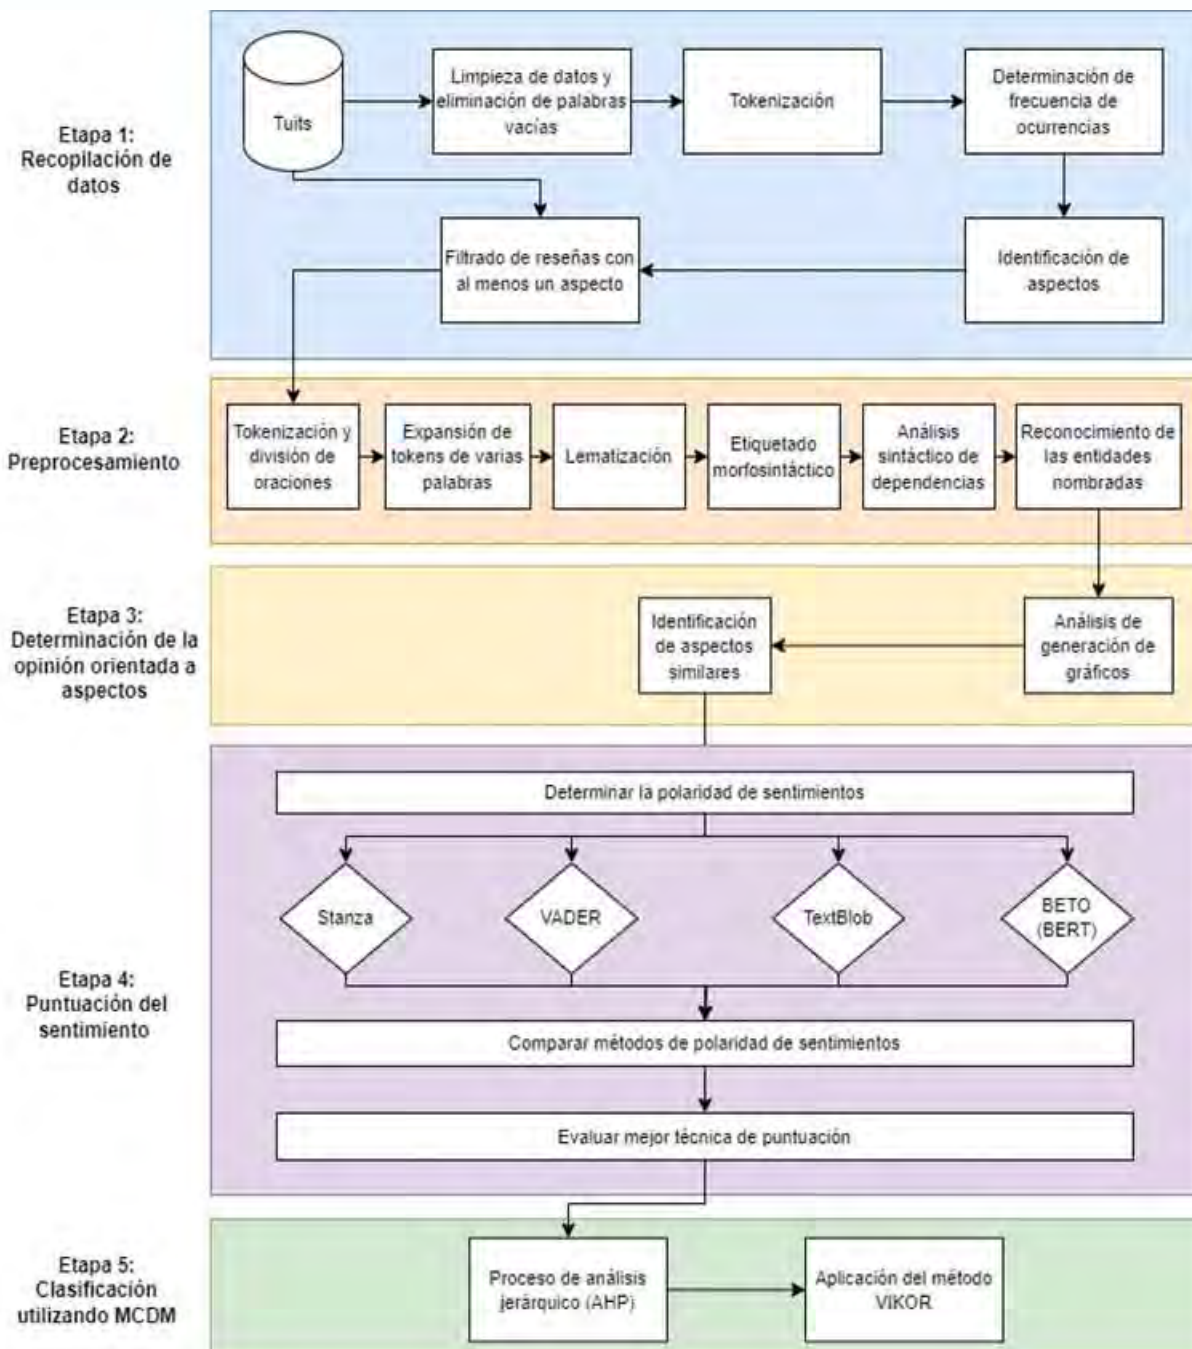 Etapa 1:
Recopilación de
datos
Tuits
Limpieza de datos y
eliminación de palabras
vacías
Tokenización
Determinación de
frecuencia de
ocurrencias
Filtrado de reseñas con
al menos un aspecto
Identificación de
aspectos
Etapa 2:
Preprocesamiento
Tokenización y
división de
oraciones
Expansión de
tokens de varias
palabras
Lematización
Etiquetado
morfosintáctico
Análisis
sintáctico de
dependencias
Reconocimiento de
las entidades
nombradas
Etapa 3:
Determinación de la
opinión orientada a
aspectos
Identificación
de aspectos
similares
Análisis de
generación de
gráficos
Etapa 4:
Puntuación del
sentimiento
Determinar la polaridad de sentimientos
Stanza
VADER
TextBlob
BETO
(BERT)
Comparar métodos de polaridad de sentimientos
Evaluar mejor técnica de puntuación
Etapa 5:
Clasificación
utilizando MCDM
Proceso de análisis
jerárquico (AHP)
Aplicación del método
VIKOR